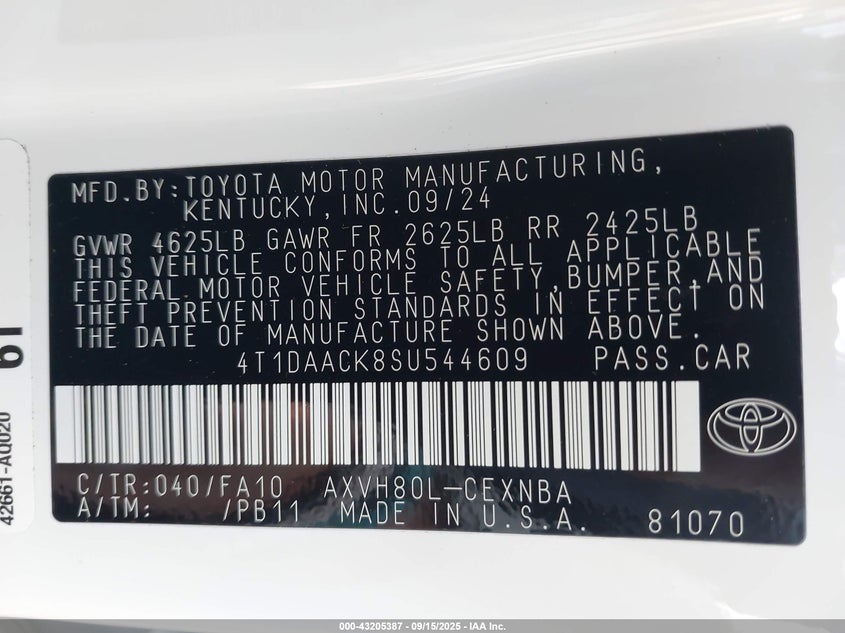 MFD.BY:TOYOTA MOTOR MANUFACTURING,
KENTUCKY,INC.09/24
GVWR 4625LB GAWR FR 2625LB RR 2425LB
THIS VEHICLE CONFORMS TO ALL APPLICABLE
FEDERAL MOTOR VEHICLE SAFETY,BUMPER,AND
THEFT PREVENTION STANDARDS IN EFFECT ON
THE DATE OF MANUFACTURE SHOWN ABOVE.
4T1DAACK8SU544609 PASS.CAR
C/TR:040/FA10 AXVH80L-CEXNBA
A/TM: /PB11 MADE IN U.S.A. 81070
42661-AQ020
000-43205387 - 09/15/2025 - IAA Inc.